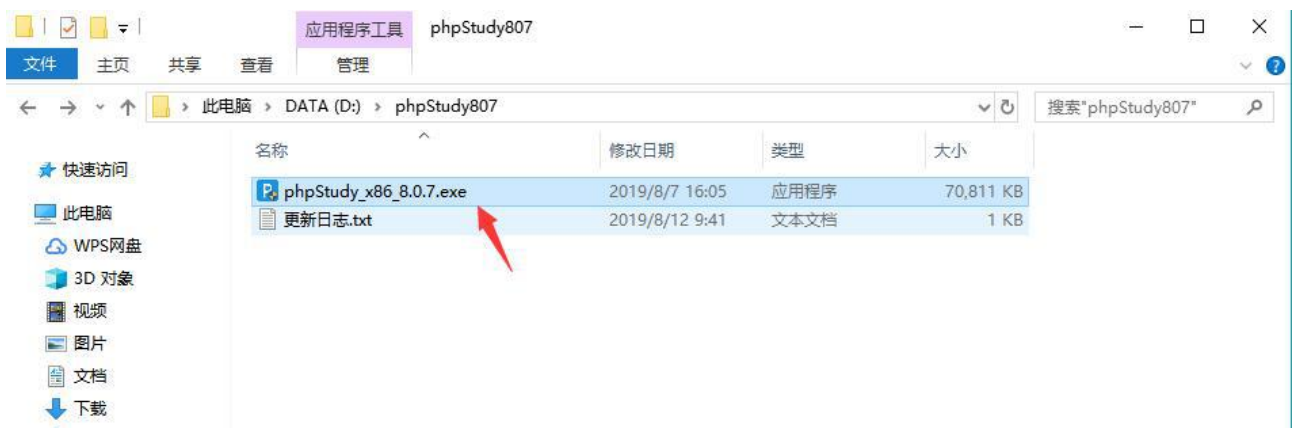 应用程序工具 phpStudy807
文件 主页 共享 查看 管理
此电脑 › DATA (D:) › phpStudy807 搜索"phpStudy807"
名称 修改日期 类型 大小
phpStudy_x86_8.0.7.exe 2019/8/7 16:05 应用程序 70,811 KB
更新日志.txt 2019/8/12 9:41 文本文档 1 KB
快速访问
此电脑
WPS网盘
3D 对象
视频
图片
文档
下载